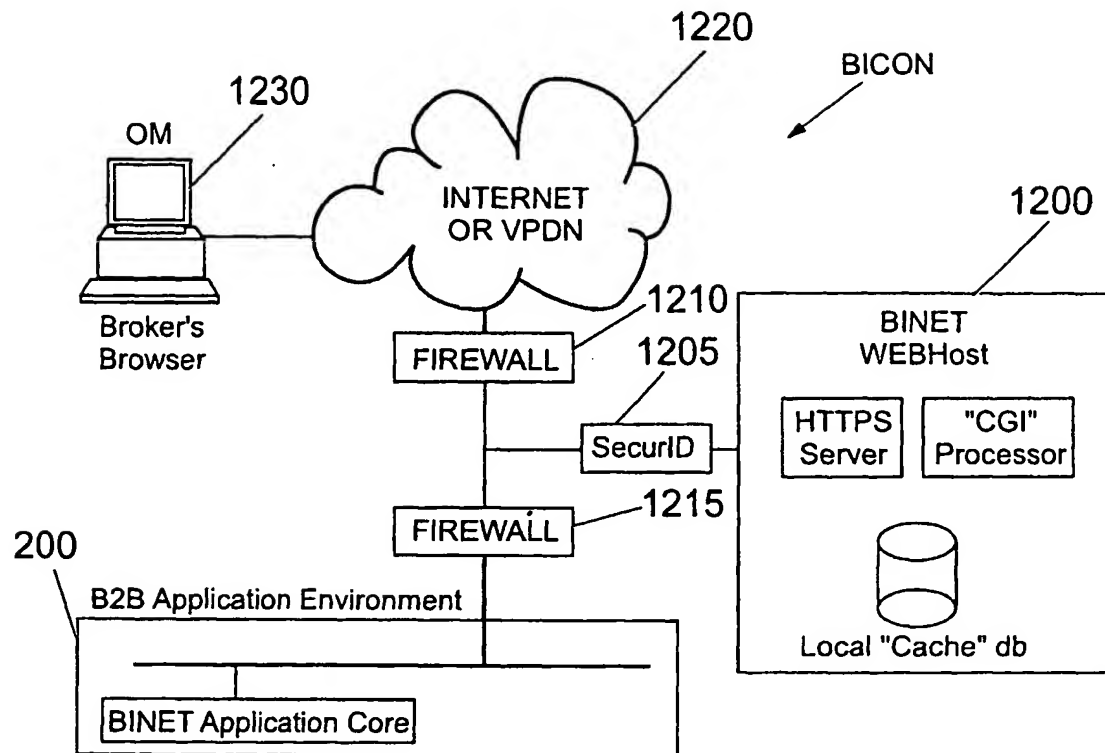 1220
BICON
1230
OM
INTERNET
OR VPDN
1200
Broker's
Browser
1210
FIREWALL
1205
SecurID
BINET
WEBHost
HTTPS
Server
"CGI"
Processor
FIREWALL
1215
200
B2B Application Environment
Local "Cache" db
BINET Application Core